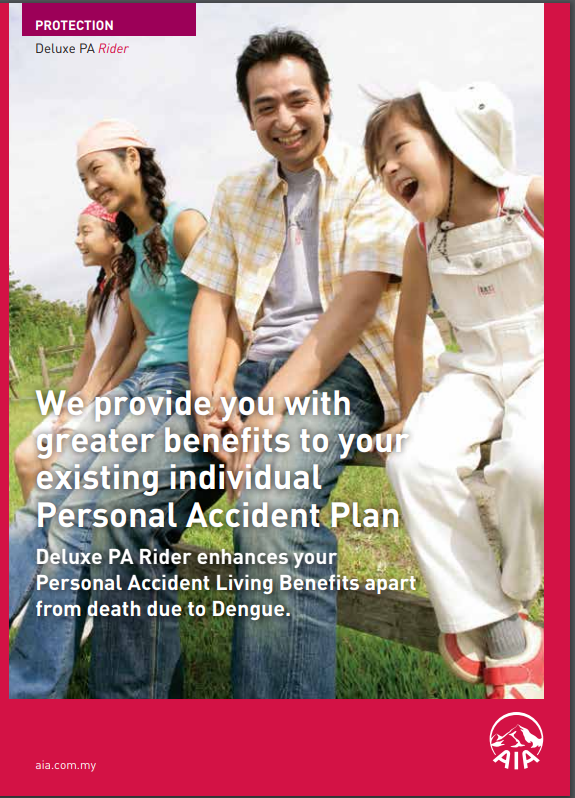 PROTECTION
Deluxe PA Rider
We provide you with
greater benefits to your
existing individual
Personal Accident Plan
Deluxe PA Rider enhances your
Personal Accident Living Benefits apart
from death due to Dengue.
aia.com.my
AIA